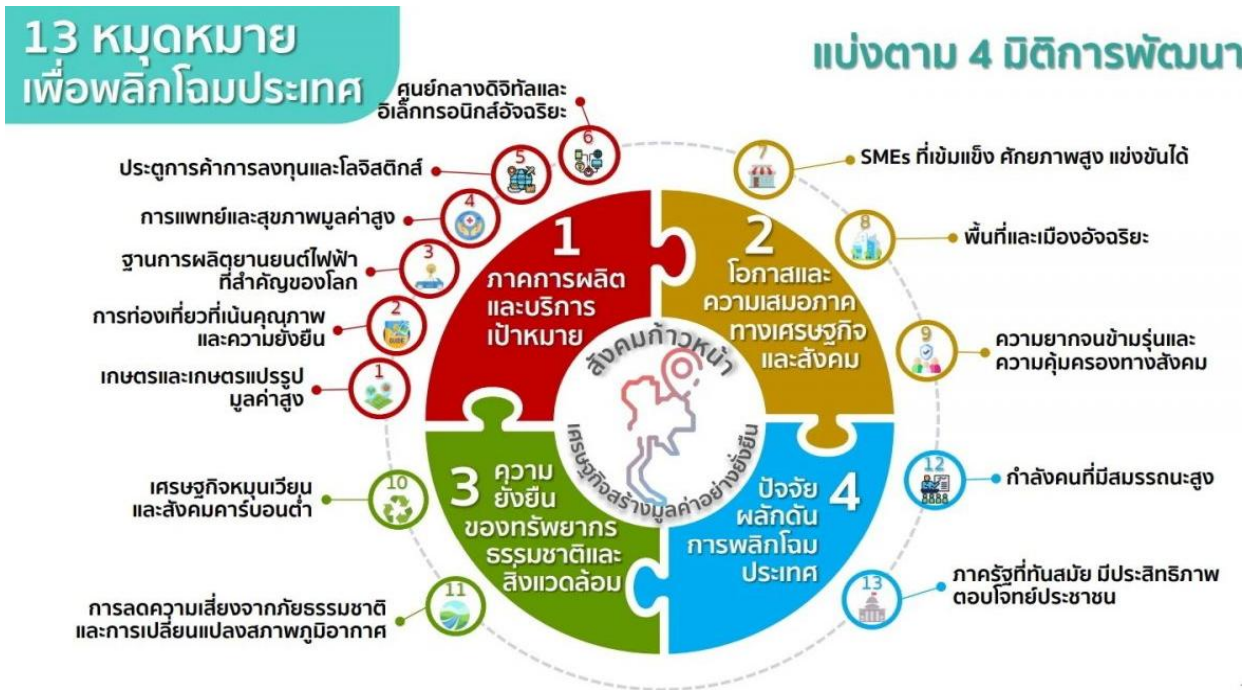 13 หมุดหมาย
เพื่อพลิกโฉมประเทศ
แบ่งตาม 4 มิติการพัฒนา
ศูนย์กลางดิจิทัลและ
อิเล็กทรอนิกส์อัจฉริยะ
6
ประตูการค้าการลงทุนและโลจิสติกส์
5
การแพทย์และสุขภาพมูลค่าสูง
4
ฐานการผลิตยานยนต์ไฟฟ้า
ที่สำคัญของโลก
3
การท่องเที่ยวที่เน้นคุณภาพ
และความยั่งยืน
2
GUIDE
เกษตรและเกษตรแปรรูป
มูลค่าสูง
1
1
ภาคการผลิต
และบริการ
เป้าหมาย
2
โอกาสและ
ความเสมอภาค
ทางเศรษฐกิจ
และสังคม
7
SMEs ที่เข้มแข็ง ศักยภาพสูง แข่งขันได้
8
พื้นที่และเมืองอัจฉริยะ
9
ความยากจนข้ามรุ่นและ
ความคุ้มครองทางสังคม
สังคมก้าวหน้า
เศรษฐกิจสร้างมูลค่าอย่างยั่งยืน
3 ความ
ยั่งยืน
ของทรัพยากร
ธรรมชาติและ
สิ่งแวดล้อม
10
เศรษฐกิจหมุนเวียน
และสังคมคาร์บอนต่ำ
11
การลดความเสี่ยงจากภัยธรรมชาติ
และการเปลี่ยนแปลงสภาพภูมิอากาศ
4
ปัจจัย
ผลักดัน
การพลิกโฉม
ประเทศ
12
กำลังคนที่มีสมรรถนะสูง
13
ภาครัฐที่ทันสมัย มีประสิทธิภาพ
ตอบโจทย์ประชาชน